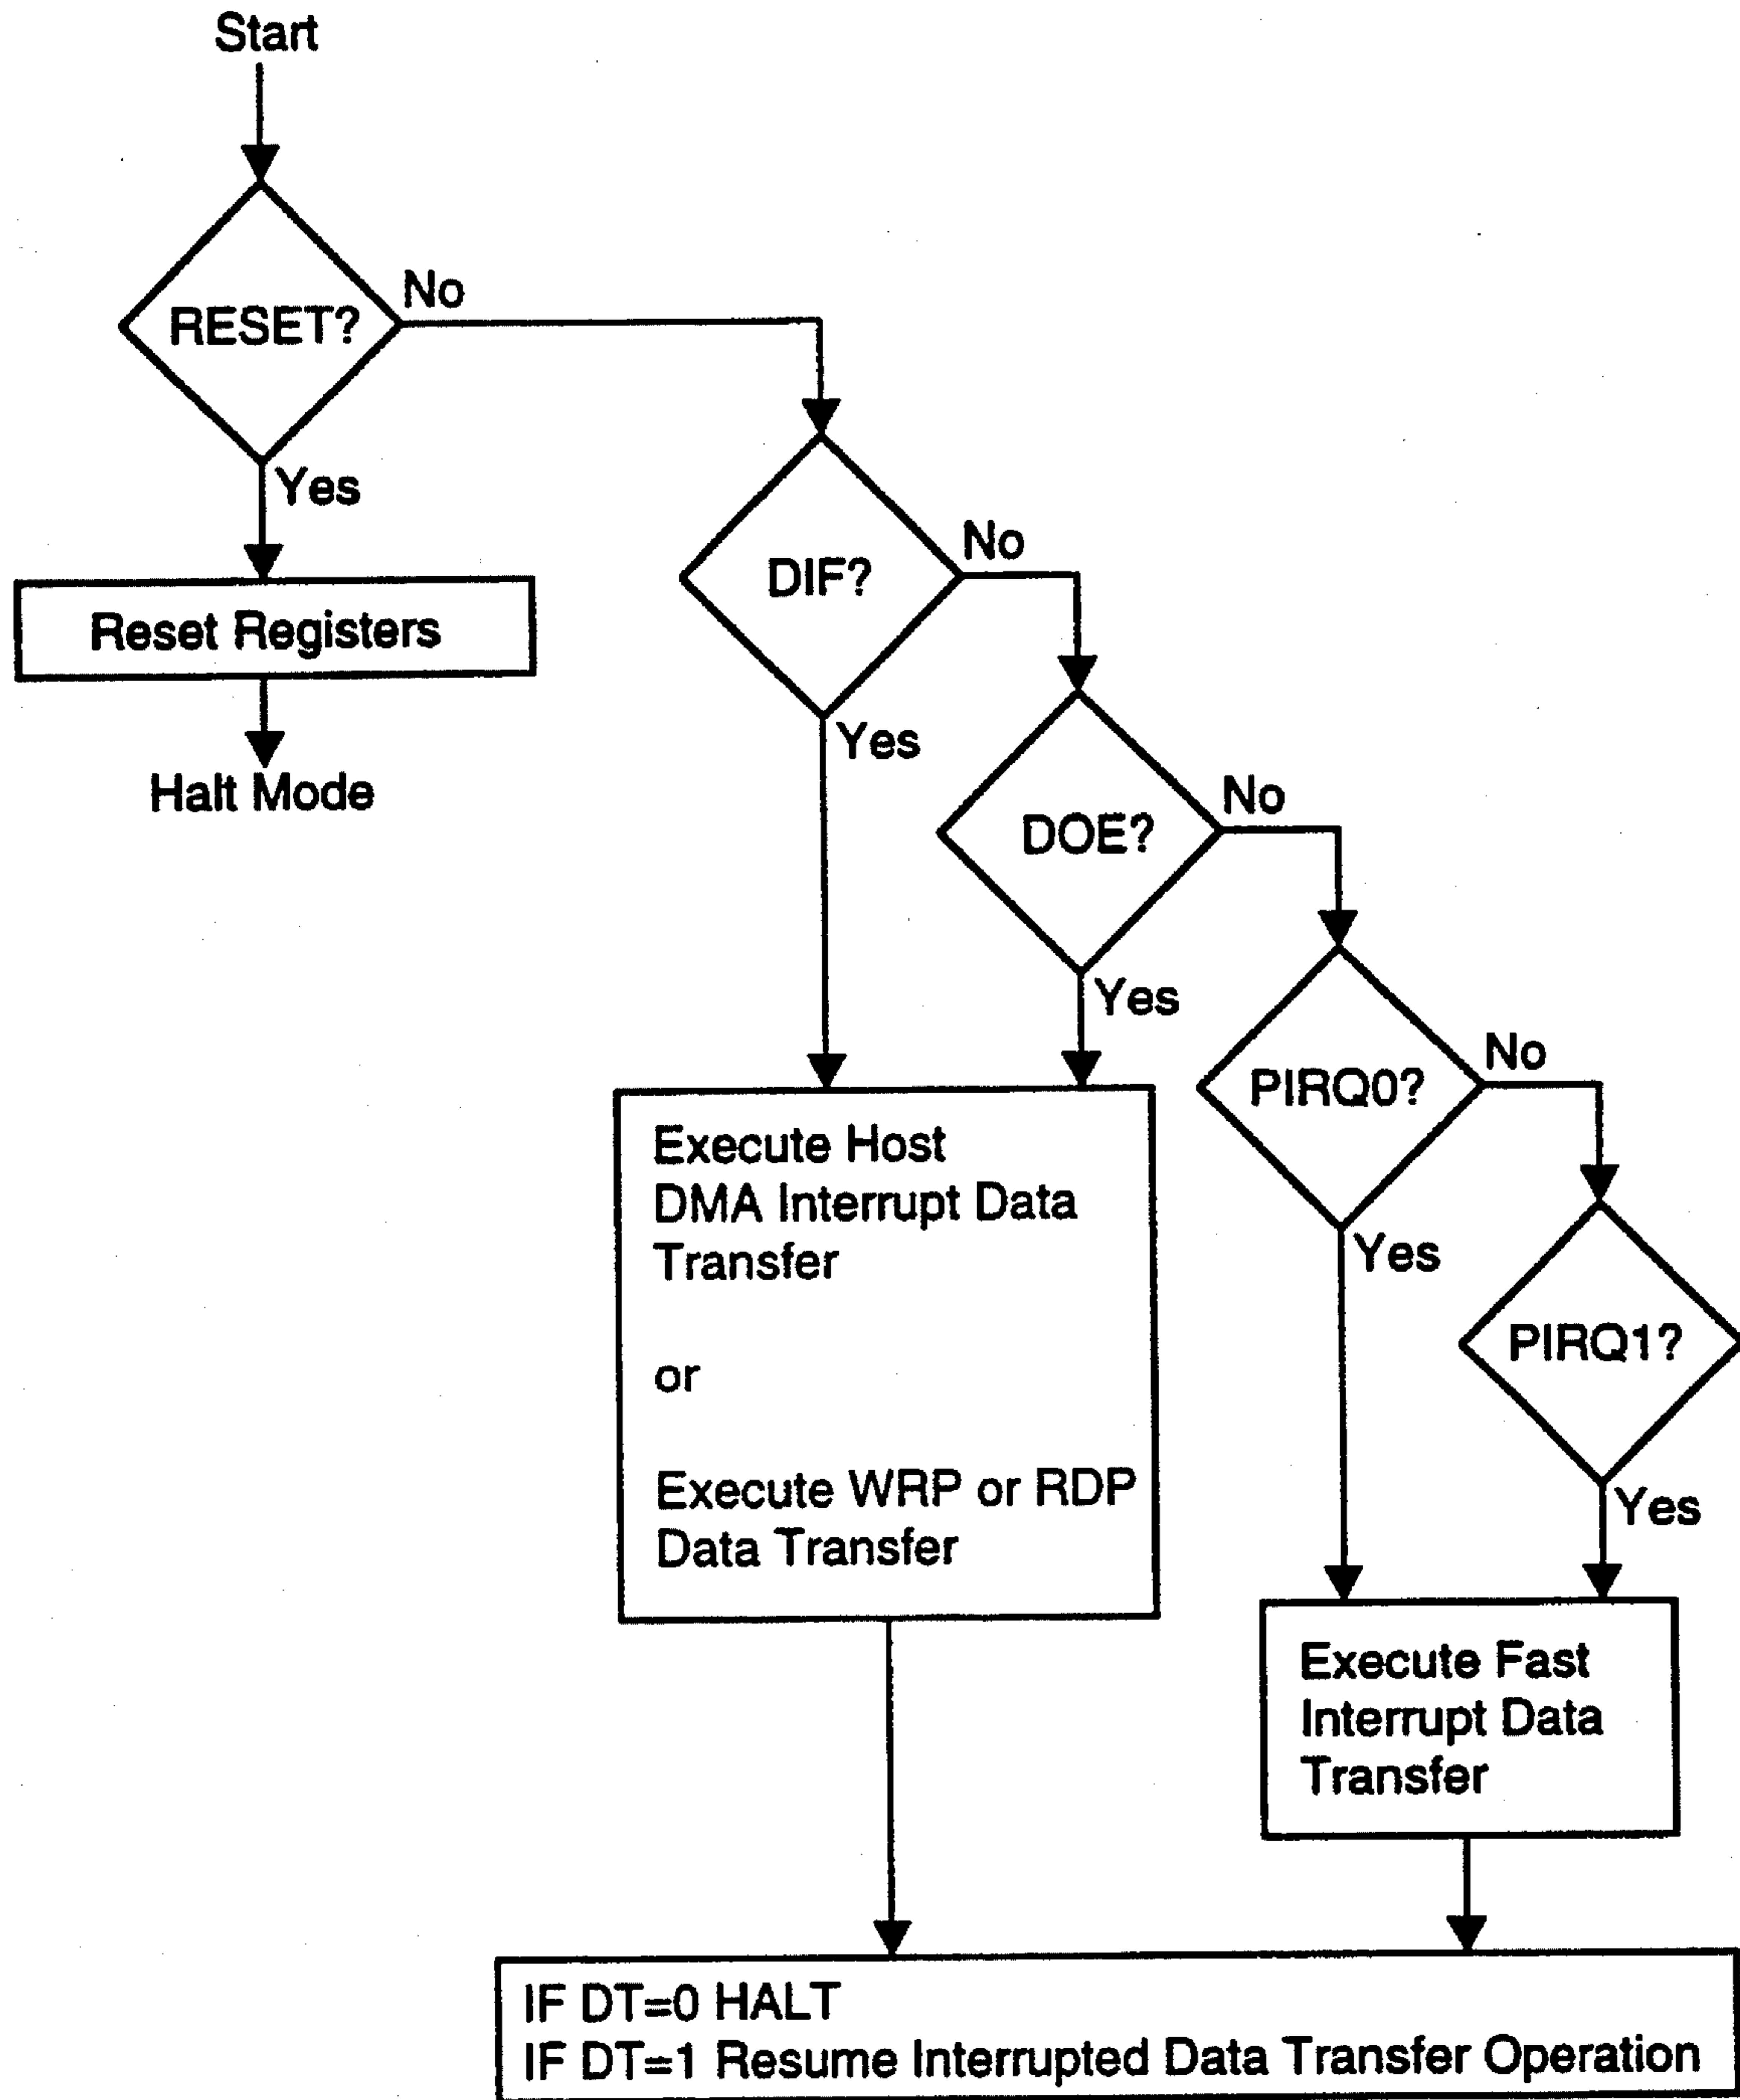 Start
RESET?
No
Yes
Reset Registers
Halt Mode
DIF?
No
Yes
DOE?
No
Yes
Execute Host
DMA Interrupt Data
Transfer
or
Execute WRP or RDP
Data Transfer
PIRQ0?
No
Yes
PIRQ1?
Yes
Execute Fast
Interrupt Data
Transfer
IF DT=0 HALT
IF DT=1 Resume Interrupted Data Transfer Operation